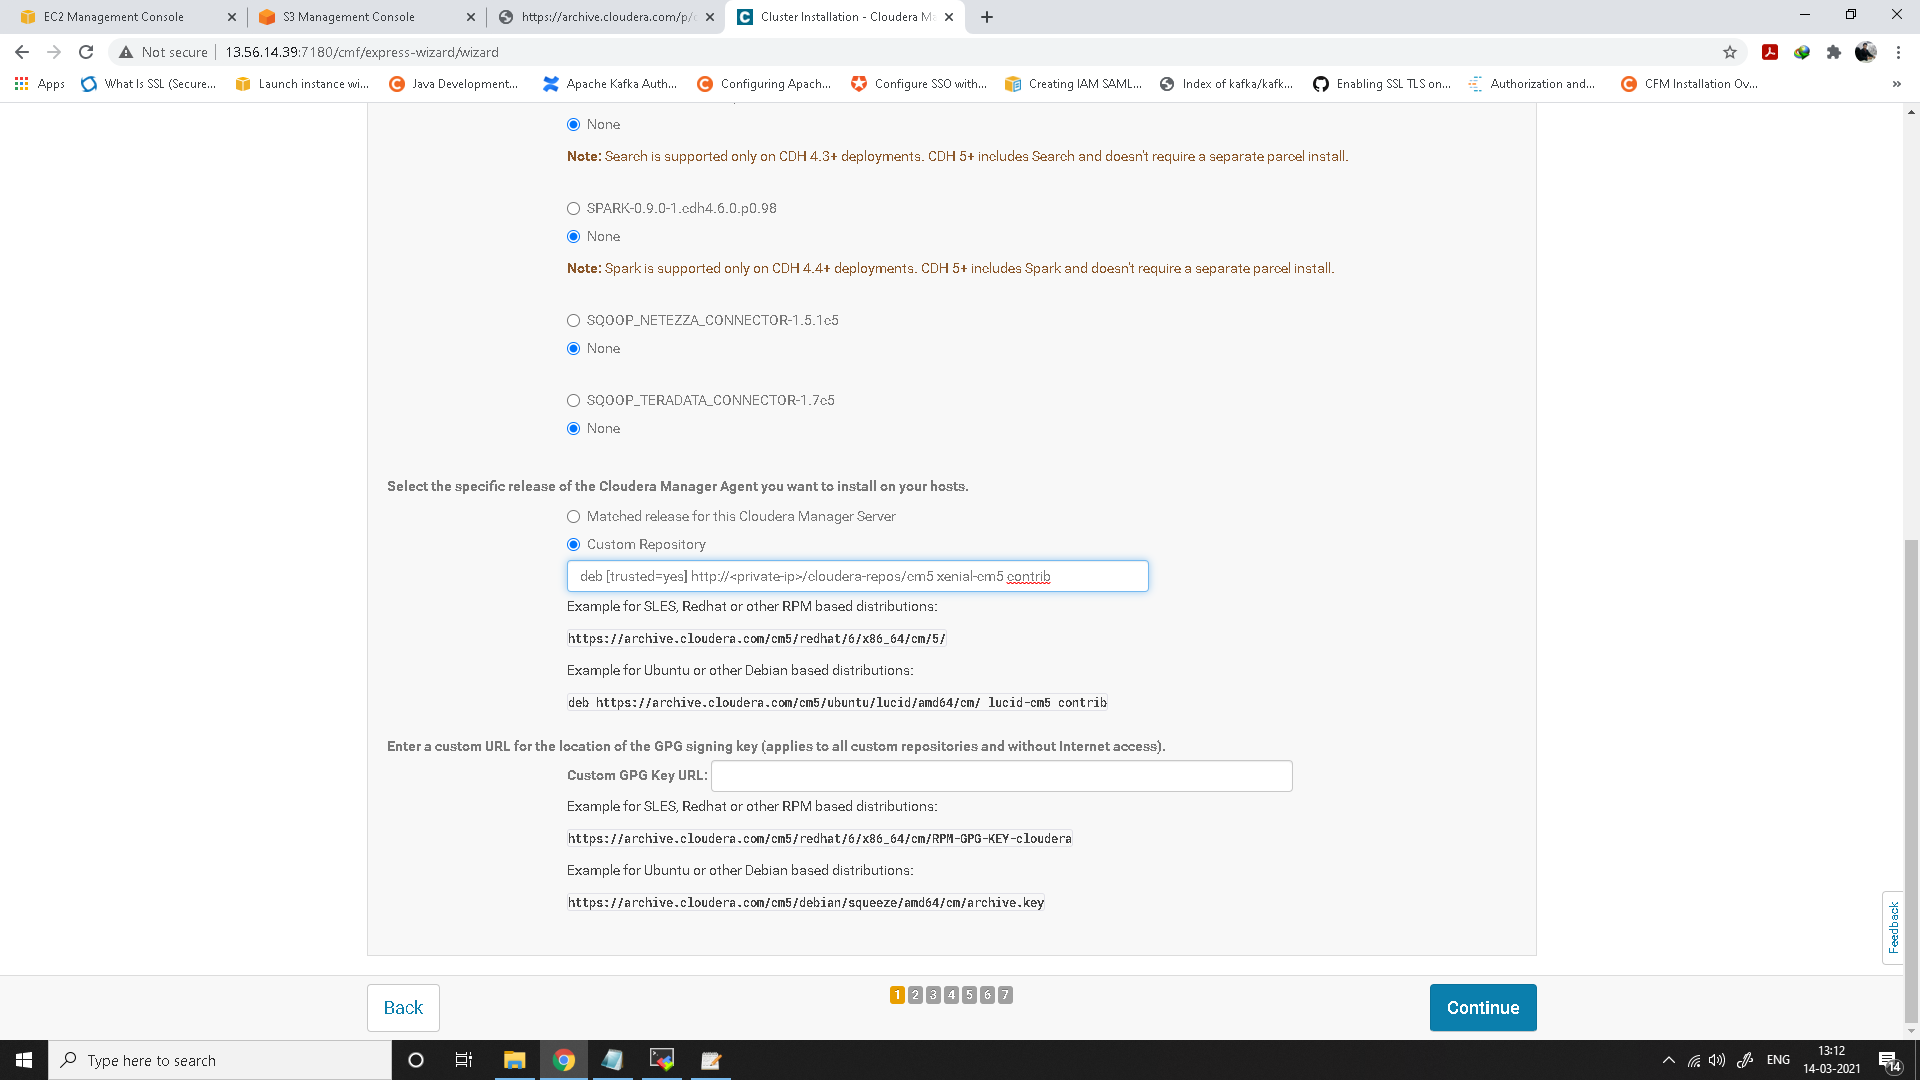 EC2 Management Console
S3 Management Console
https://archive.cloudera.com/p/c
Cluster Installation - Cloudera M
Not secure
13.56.14.39:7180/cmf/express-wizard/wizard
Apps
What Is SSL (Secure...
Launch instance wi...
Java Development...
Apache Kafka Auth...
Configuring Apach...
Configure SSO with...
Creating IAM SAML...
Index of kafka/kafk...
Enabling SSL TLS on...
Authorization and...
CFM Installation Ov...
»
None
Note: Search is supported only on CDH 4.3+ deployments. CDH 5+ includes Search and doesn't require a separate parcel install.
SPARK-0.9.0-1.cdh4.6.0.p0.98
None
Note: Spark is supported only on CDH 4.4+ deployments. CDH 5+ includes Spark and doesn't require a separate parcel install.
SQOOP_NETEZZA_CONNECTOR-1.5.1c5
None
SQOOP_TERADATA_CONNECTOR-1.7c5
None
Select the specific release of the Cloudera Manager Agent you want to install on your hosts.
Matched release for this Cloudera Manager Server
Custom Repository
deb [trusted=yes] http://<private-ip>/cloudera-repos/cm5 xenial-cm5 contrib
Example for SLES, Redhat or other RPM based distributions:
https://archive.cloudera.com/cm5/redhat/6/x86_64/cm/5/
Example for Ubuntu or other Debian based distributions:
deb https://archive.cloudera.com/cm5/ubuntu/lucid/amd64/cm/ lucid-cm5 contrib
Enter a custom URL for the location of the GPG signing key (applies to all custom repositories and without Internet access).
Custom GPG Key URL:
Example for SLES, Redhat or other RPM based distributions:
https://archive.cloudera.com/cm5/redhat/6/x86_64/cm/RPM-GPG-KEY-cloudera
Example for Ubuntu or other Debian based distributions:
https://archive.cloudera.com/cm5/debian/squeeze/amd64/cm/archive.key
Feedback
Back
1 2 3 4 5 6 7
Continue
Type here to search
ENG
13:12
14-03-2021
14